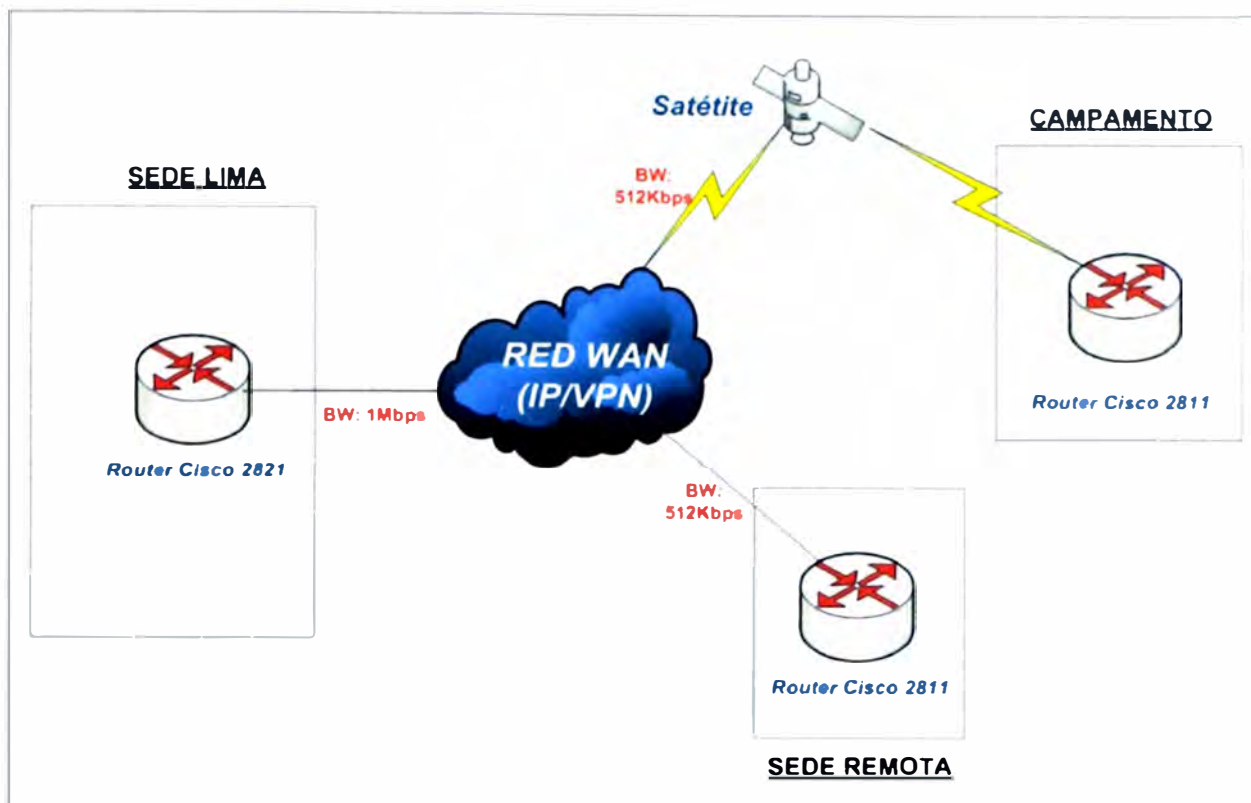 Satétite
CAMPAMENTO
SEDE LIMA
BW:
512Kbps
RED WAN
(IP/VPN)
BW: 1Mbps
Router Cisco 2821
Router Cisco 2811
BW:
512Kbps
Router Cisco 2811
SEDE REMOTA